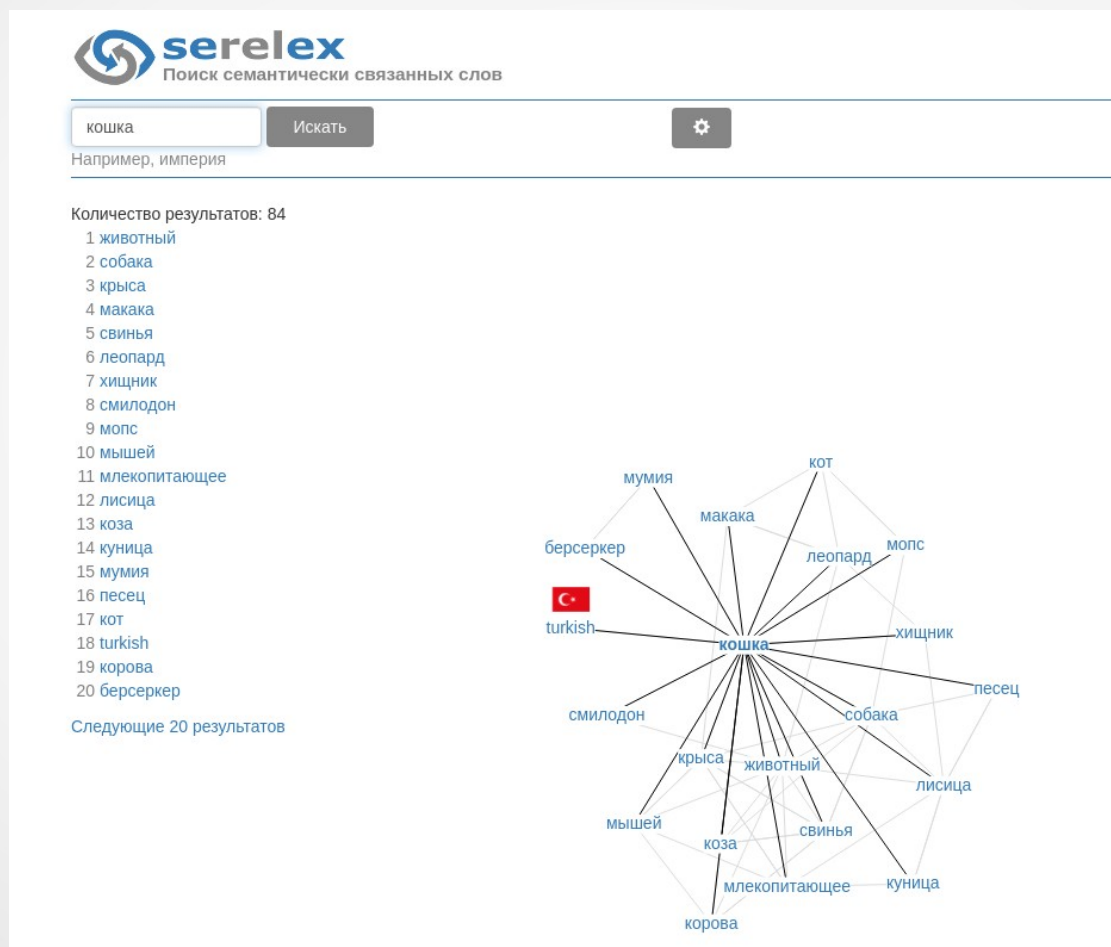 serelex
Поиск семантически связанных слов
кошка Искать
Например, империя
Количество результатов: 84
1 животный
2 собака
3 крыса
4 макака
5 свинья
6 леопард
7 хищник
8 смилодон
9 мопс
10 мышей
11 млекопитающее
12 лисица
13 коза
14 куница
15 мумия
16 песец
17 кот
18 turkish
19 корова
20 берсеркер
Следующие 20 результатов
кот
мумия
макака
мопс
берсеркер
леопард
turkish
хищник
кошка
песец
смилодон
собака
крыса
животный
лисица
мышей
свинья
коза
млекопитающее
куница
корова